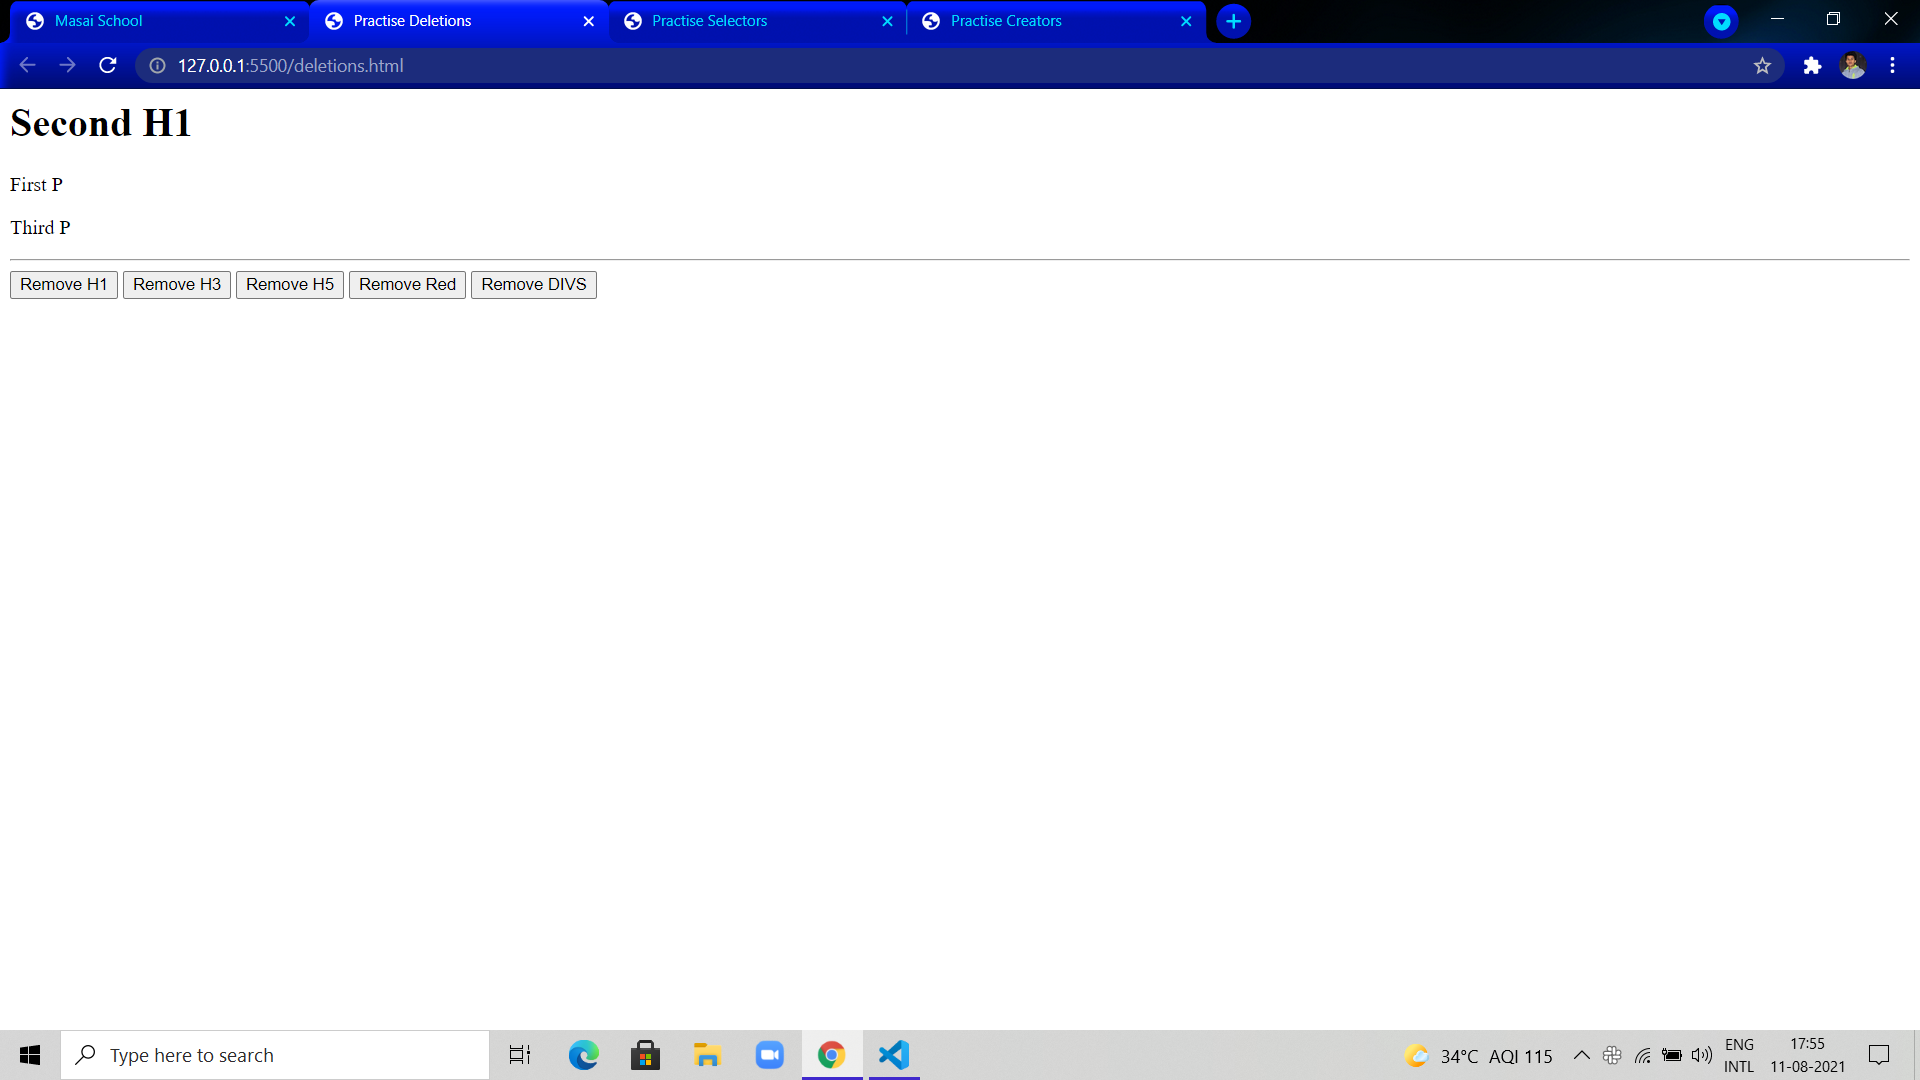 Masai School Practise Deletions Practise Selectors Practise Creators
127.0.0.1:5500/deletions.html
Second H1
First P
Third P
Remove H1 Remove H3 Remove H5 Remove Red Remove DIVS
Type here to search 34°C AQI 115 ENG 17:55
INTL 11-08-2021